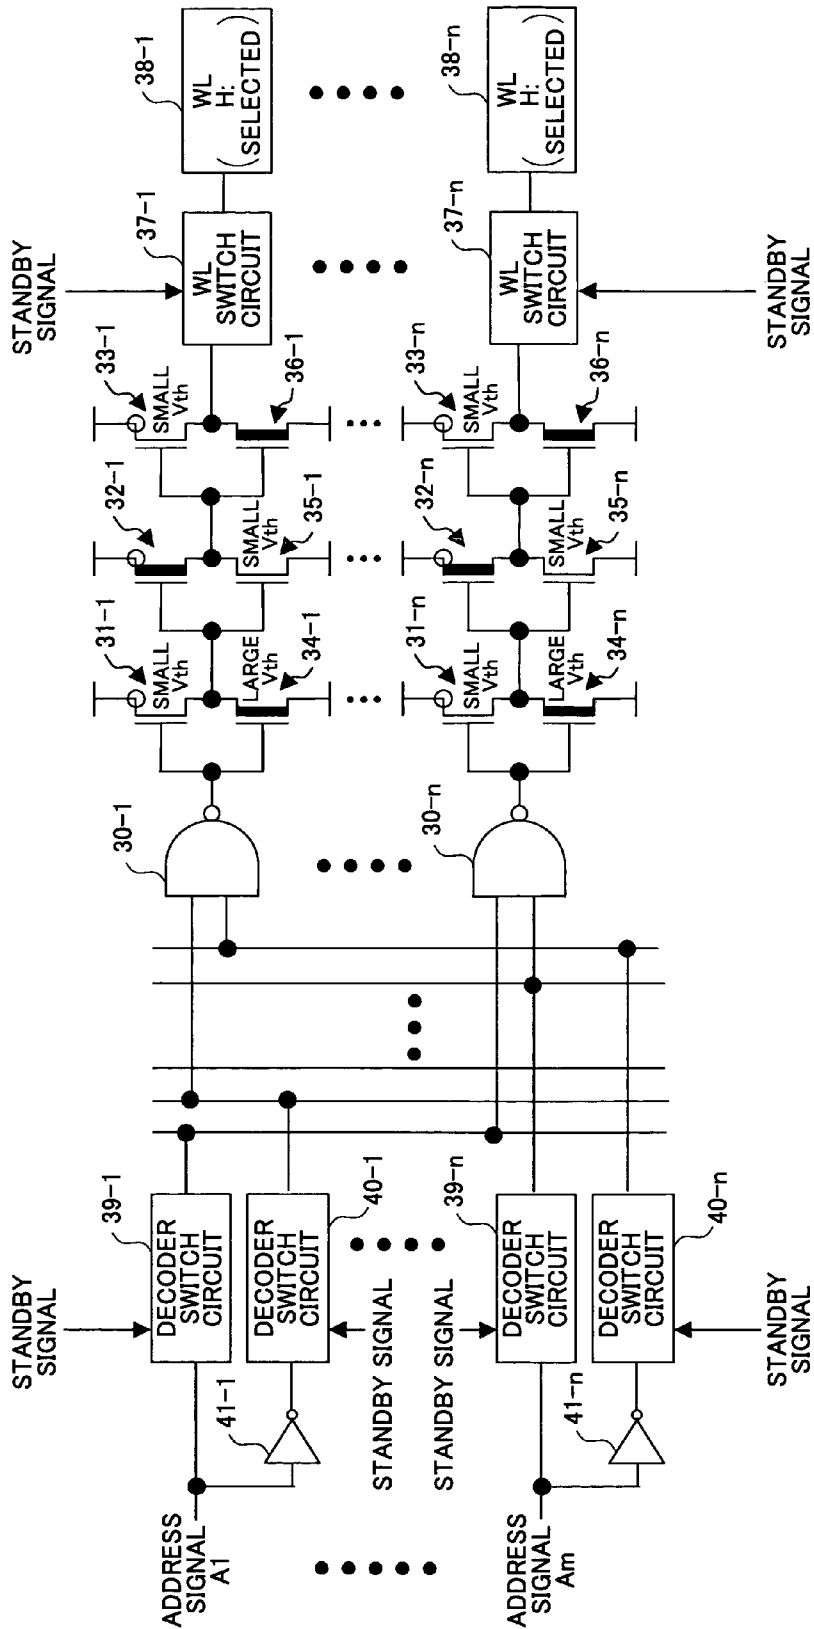 STANDBY
SIGNAL
STANDBY
SIGNAL
39-1
30-1
31-1
32-1
33-1
37-1
38-1
ADDRESS
SIGNAL
A1
DECODER
SWITCH
CIRCUIT
SMALL
Vth
SMALL
Vth
WL
SWITCH
CIRCUIT
WL
H:
(SELECTED)
41-1
DECODER
SWITCH
CIRCUIT
40-1
LARGE
Vth
34-1
SMALL
Vth
35-1
36-1
STANDBY SIGNAL
STANDBY SIGNAL
39-n
30-n
31-n
32-n
33-n
37-n
38-n
ADDRESS
SIGNAL
Am
DECODER
SWITCH
CIRCUIT
SMALL
Vth
SMALL
Vth
WL
SWITCH
CIRCUIT
WL
H:
(SELECTED)
41-n
DECODER
SWITCH
CIRCUIT
40-n
LARGE
Vth
34-n
SMALL
Vth
35-n
36-n
STANDBY
SIGNAL
STANDBY
SIGNAL